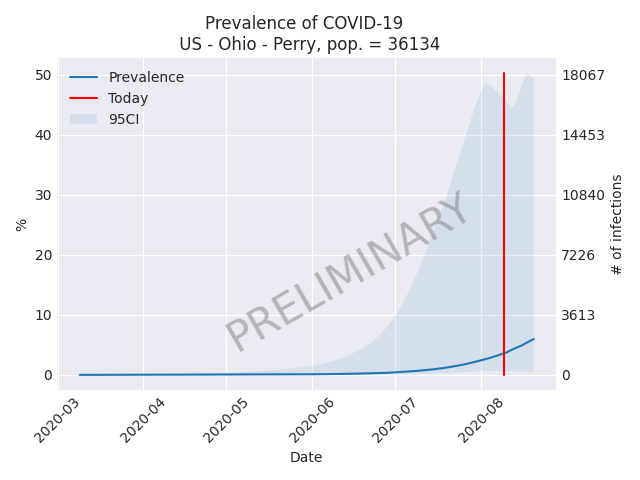 Prevalence of COVID-19
US - Ohio - Perry, pop. = 36134
Prevalence
Today
95CI
50
40
30
20
10
0
%
18067
14453
10840
7226
3613
0
# of infections
PRELIMINARY
2020-03
2020-04
2020-05
2020-06
2020-07
2020-08
Date